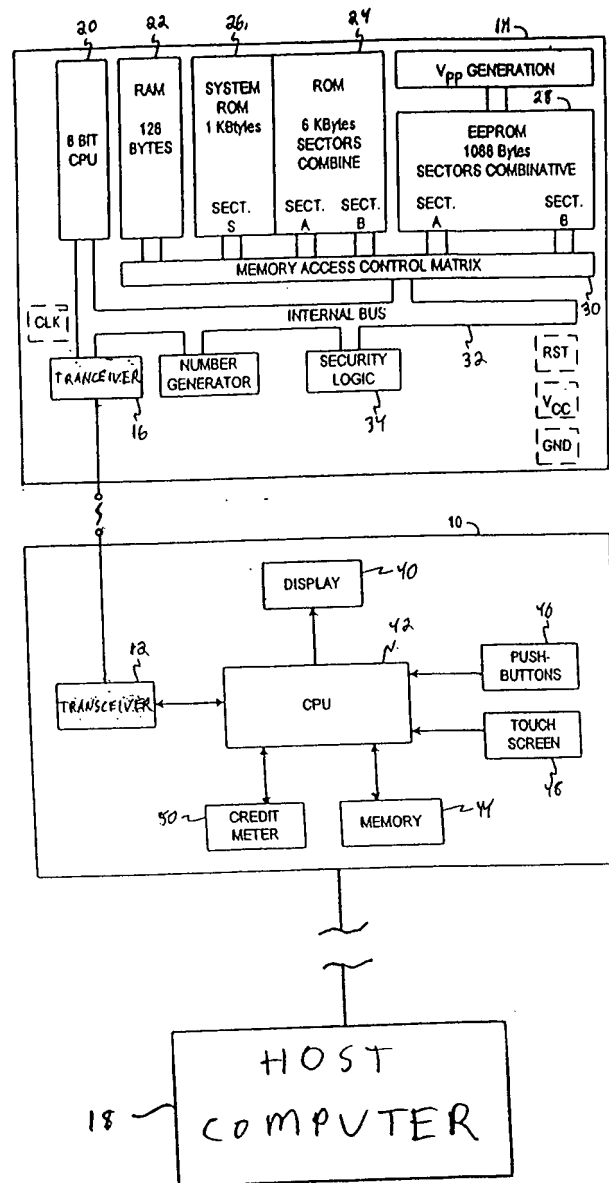 20
22
26
24
14
8 BIT
CPU
RAM
128
BYTES
SYSTEM
ROM
1 KBtyles
SECT.
S
ROM
6 KBytes
SECTORS
COMBINE
SECT.
A
SECT.
B
VPP GENERATION
28
EEPROM
1088 Bytes
SECTORS COMBINATIVE
SECT.
A
SECT.
B
MEMORY ACCESS CONTROL MATRIX
30
INTERNAL BUS
32
CLK
TRANCEIVER
16
NUMBER
GENERATOR
SECURITY
LOGIC
34
RST
VCC
GND
10
DISPLAY
40
12
TRANSCEIVER
42
CPU
46
PUSH-
BUTTONS
TOUCH
SCREEN
48
50
CREDIT
METER
MEMORY
44
HOST
COMPUTER
18